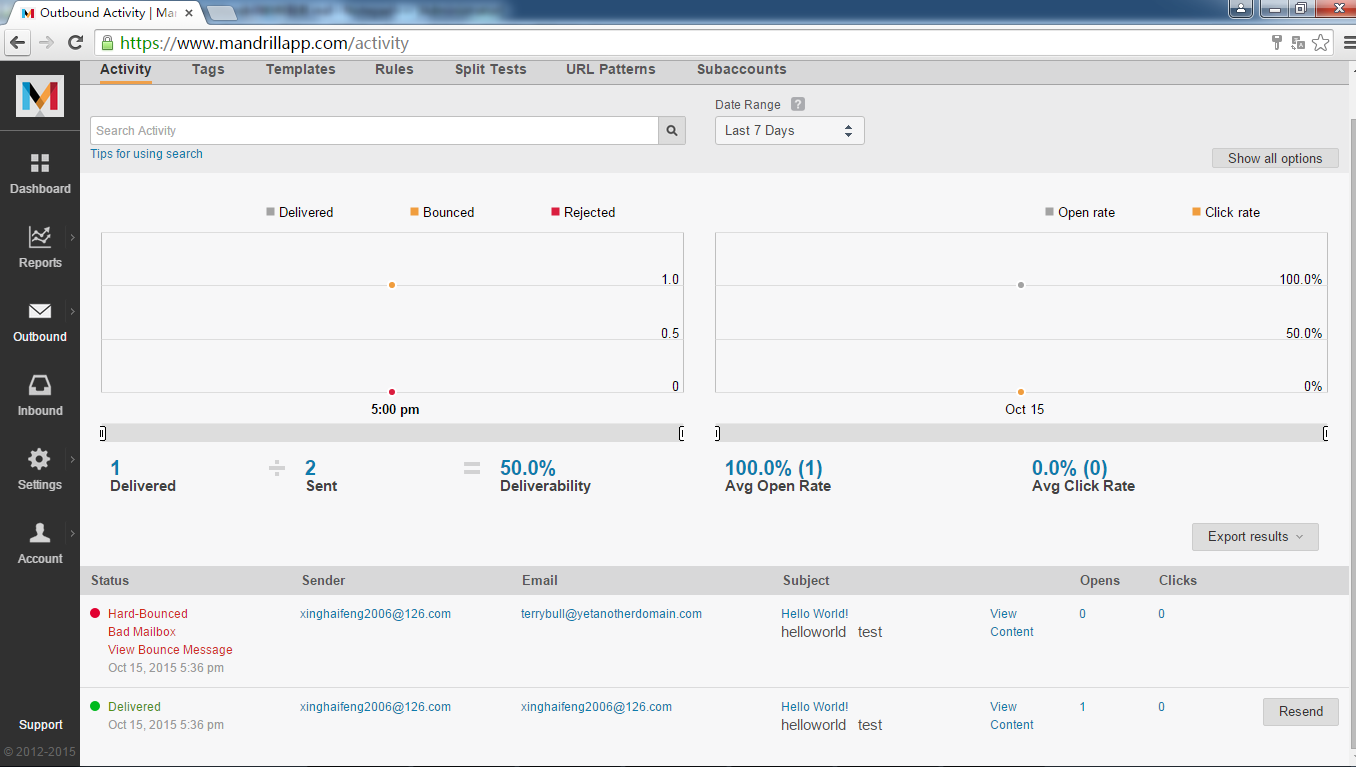 Outbound Activity | Ma
https://www.mandrillapp.com/activity
Activity Tags Templates Rules Split Tests URL Patterns Subaccounts
Date Range ?
Search Activity
Last 7 Days
Tips for using search
Show all options
Dashboard
Reports
Outbound
Inbound
Settings
Account
Support
© 2012-2015
Delivered Bounced Rejected
1.0
0.5
0
5:00 pm
Open rate Click rate
100.0%
50.0%
0%
Oct 15
1 ÷ 2 = 50.0%
Delivered Sent Deliverability
100.0% (1) 0.0% (0)
Avg Open Rate Avg Click Rate
Export results
Status Sender Email Subject Opens Clicks
Hard-Bounced xinghaifeng2006@126.com terrybull@yetanotherdomain.com Hello World! View 0 0
Bad Mailbox helloworld test Content
View Bounce Message
Oct 15, 2015 5:36 pm
Delivered xinghaifeng2006@126.com xinghaifeng2006@126.com Hello World! View 1 0 Resend
Oct 15, 2015 5:36 pm helloworld test Content